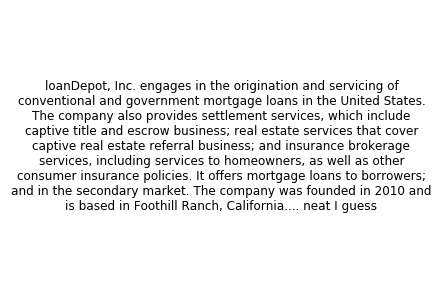 loanDepot, Inc. engages in the origination and servicing of
conventional and government mortgage loans in the United States.
The company also provides settlement services, which include
captive title and escrow business; real estate services that cover
captive real estate referral business; and insurance brokerage
services, including services to homeowners, as well as other
consumer insurance policies. It offers mortgage loans to borrowers;
and in the secondary market. The company was founded in 2010 and
is based in Foothill Ranch, California.... neat I guess